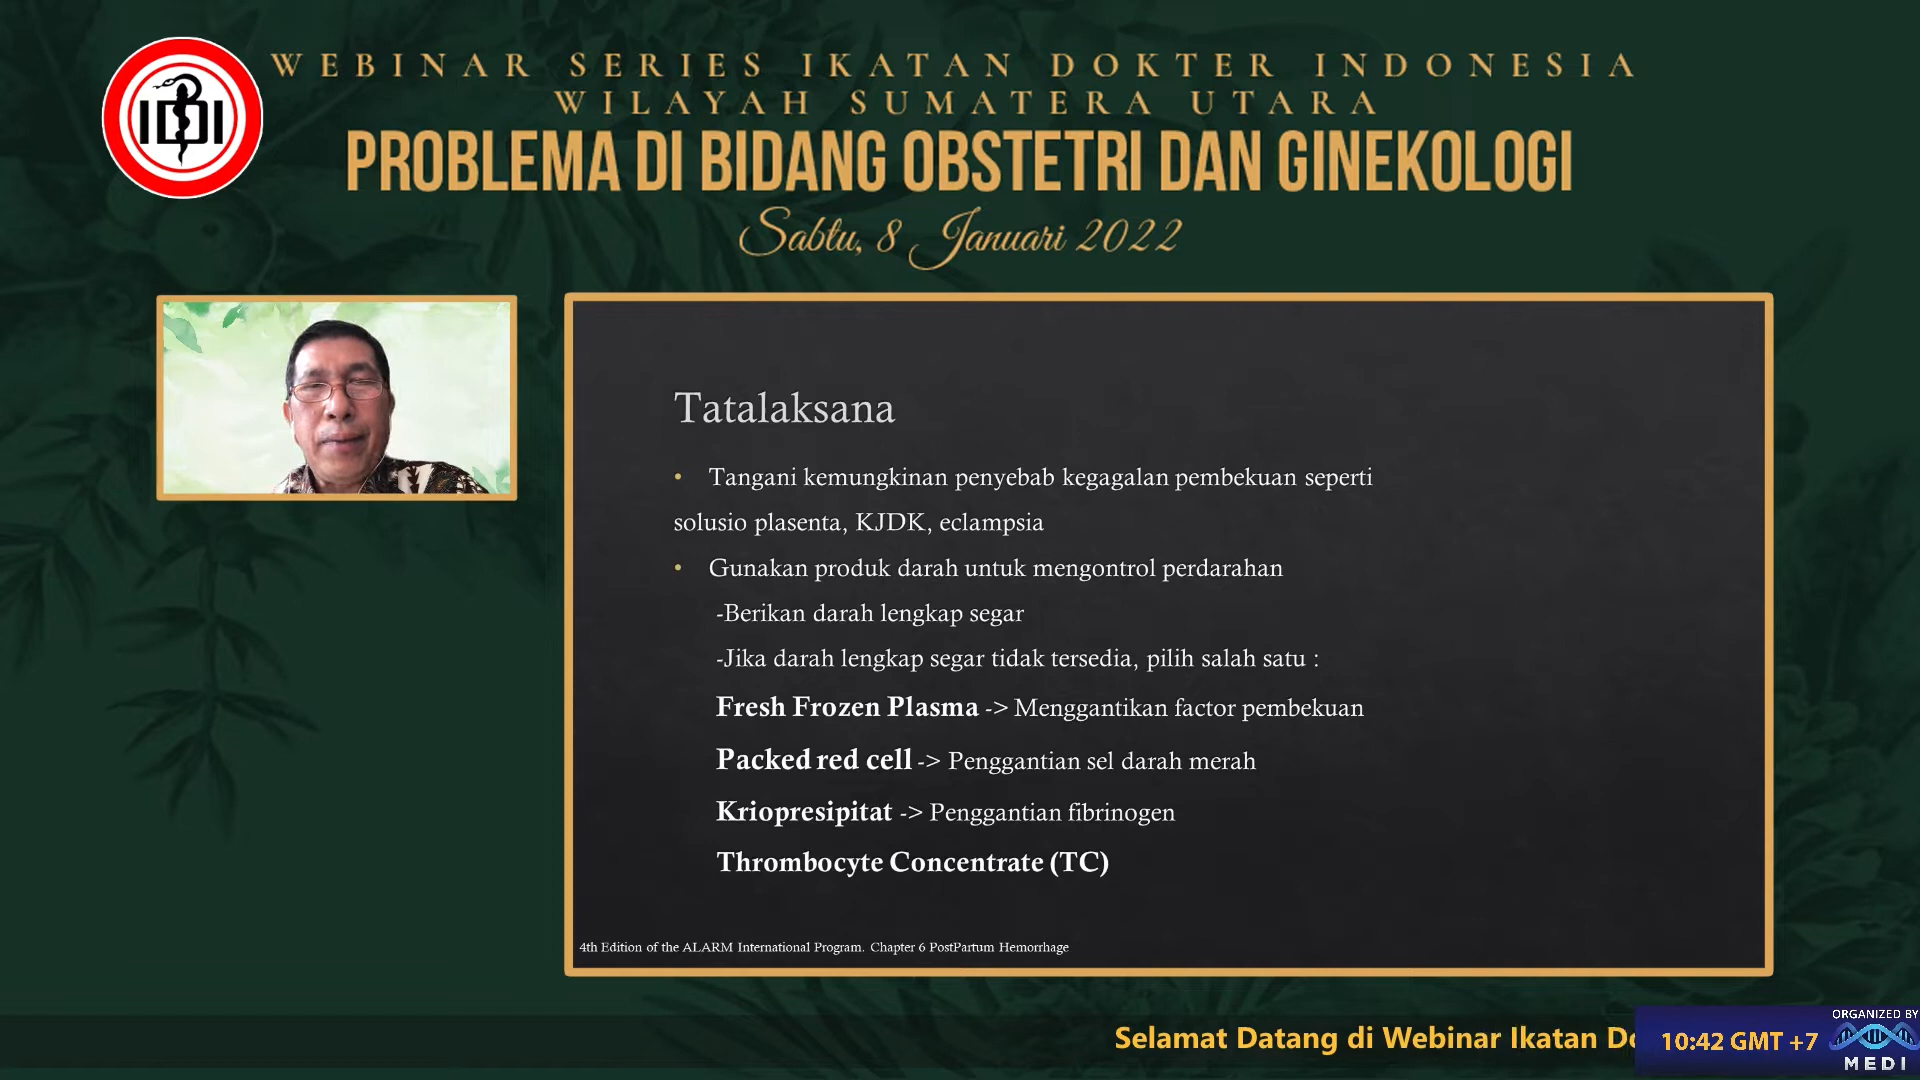 WEBINAR SERIES IKATAN DOKTER INDONESIA
WILAYAH SUMATERA UTARA
PROBLEMA DI BIDANG OBSTETRI DAN GINEKOLOGI
Sabtu, 8 Januari 2022
IDI
Tatalaksana
• Tangani kemungkinan penyebab kegagalan pembekuan seperti
solusio plasenta, KJDK, eclampsia
• Gunakan produk darah untuk mengontrol perdarahan
-Berikan darah lengkap segar
-Jika darah lengkap segar tidak tersedia, pilih salah satu :
Fresh Frozen Plasma -> Menggantikan factor pembekuan
Packed red cell -> Penggantian sel darah merah
Kriopresipitat -> Penggantian fibrinogen
Thrombocyte Concentrate (TC)
4th Edition of the ALARM International Program. Chapter 6 PostPartum Hemorrhage
Selamat Datang di Webinar Ikatan Do
10:42 GMT +7
ORGANIZED BY
MEDI